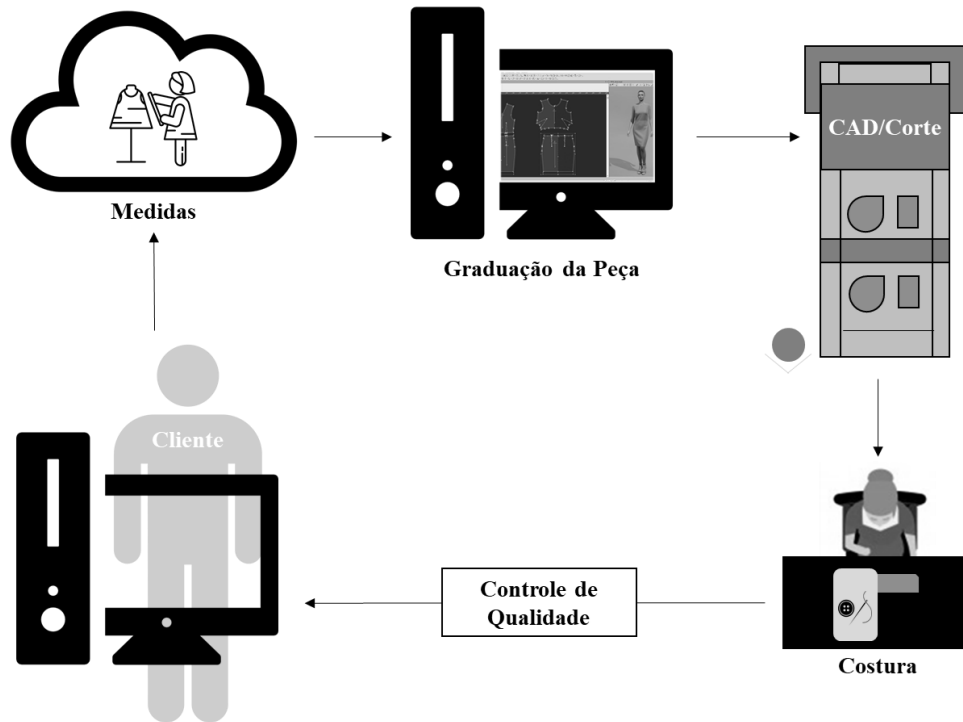 CAD/Corte
Medidas
Graduação da Peça
Cliente
Controle de
Qualidade
Costura